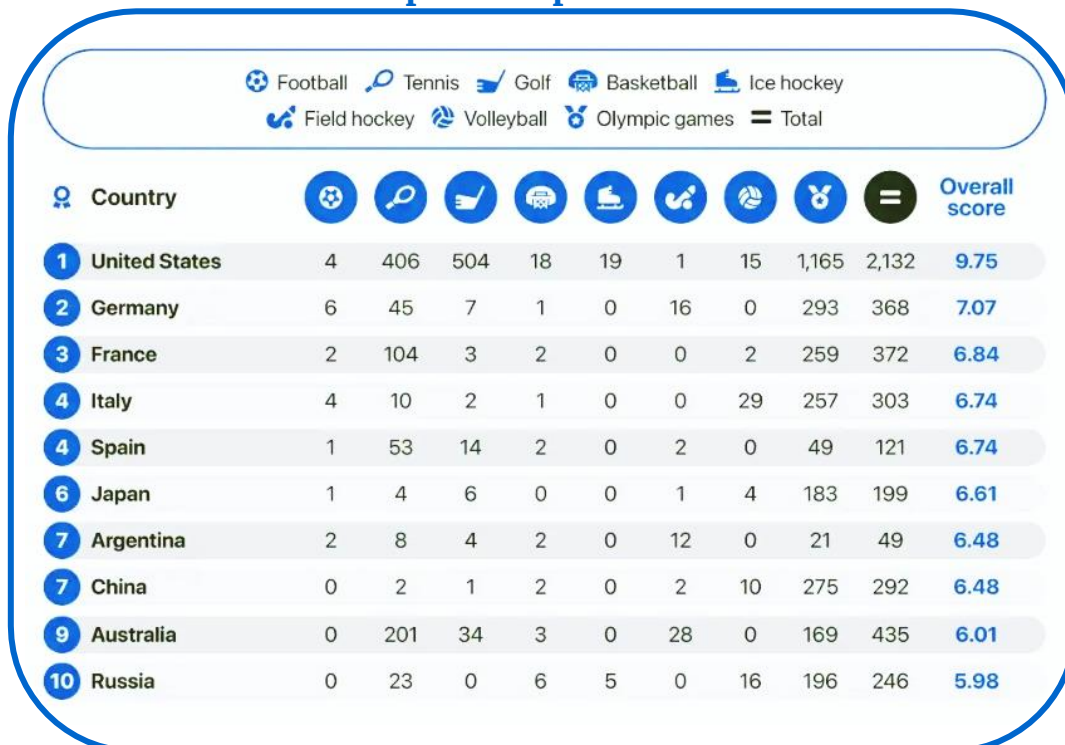 Football Tennis Golf Basketball Ice hockey
Field hockey Volleyball Olympic games Total
Country Overall score
1 United States 4 406 504 18 19 1 15 1,165 2,132 9.75
2 Germany 6 45 7 1 0 16 0 293 368 7.07
3 France 2 104 3 2 0 0 2 259 372 6.84
4 Italy 4 10 2 1 0 0 29 257 303 6.74
4 Spain 1 53 14 2 0 2 0 49 121 6.74
6 Japan 1 4 6 0 0 1 4 183 199 6.61
7 Argentina 2 8 4 2 0 12 0 21 49 6.48
7 China 0 2 1 2 0 2 10 275 292 6.48
9 Australia 0 201 34 3 0 28 0 169 435 6.01
10 Russia 0 23 0 6 5 0 16 196 246 5.98